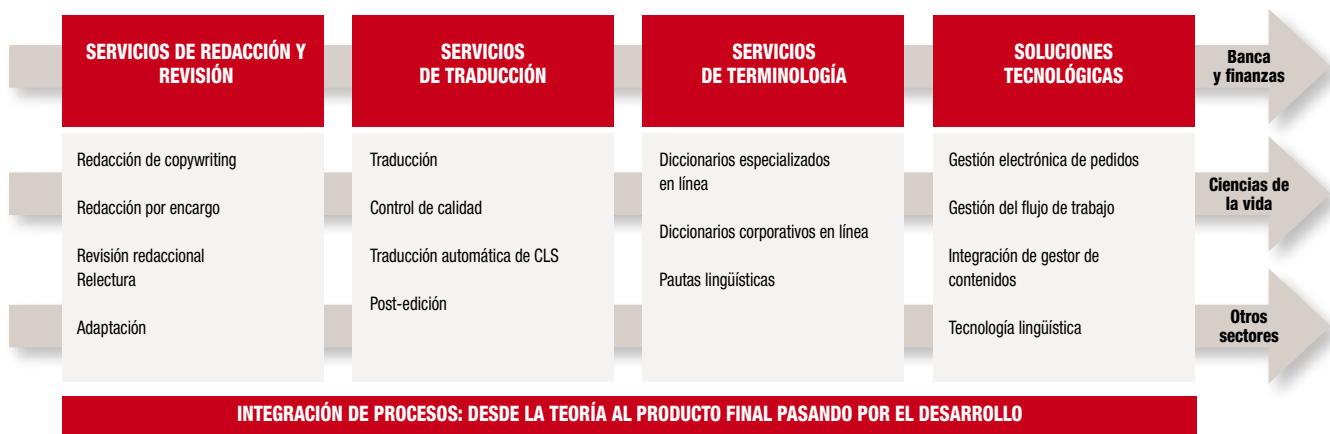 SERVICIOS DE REDACCIÓN Y
REVISIÓN
Redacción de copywriting
Redacción por encargo
Revisión redaccional
Relectura
Adaptación
SERVICIOS
DE TRADUCCIÓN
Traducción
Control de calidad
Traducción automática de CLS
Post-edición
SERVICIOS
DE TERMINOLOGÍA
Diccionarios especializados
en línea
Diccionarios corporativos en línea
Pautas lingüísticas
SOLUCIONES
TECNOLÓGICAS
Gestión electrónica de pedidos
Gestión del flujo de trabajo
Integración de gestor de
contenidos
Tecnología lingüística
Banca
y finanzas
Ciencias de
la vida
Otros
sectores
INTEGRACIÓN DE PROCESOS: DESDE LA TEORÍA AL PRODUCTO FINAL PASANDO POR EL DESARROLLO